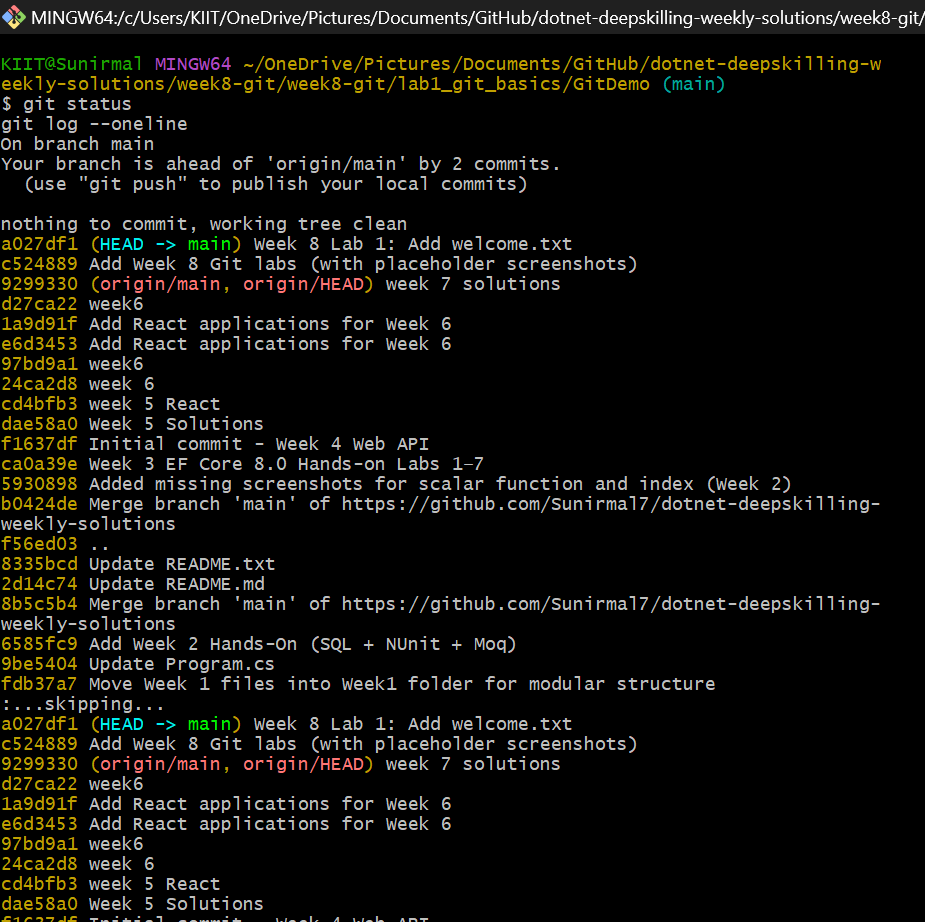 MINGW64:/c/Users/KIIT/OneDrive/Pictures/Documents/GitHub/dotnet-deepskilling-weekly-solutions/week8-git/
KIIT@Sunirmal MINGW64 ~/OneDrive/Pictures/Documents/GitHub/dotnet-deepskilling-w
eekly-solutions/week8-git/week8-git/lab1_git_basics/GitDemo (main)
$ git status
git log --oneline
On branch main
Your branch is ahead of 'origin/main' by 2 commits.
  (use "git push" to publish your local commits)
nothing to commit, working tree clean
a027df1 (HEAD -> main) Week 8 Lab 1: Add welcome.txt
c524889 Add Week 8 Git labs (with placeholder screenshots)
9299330 (origin/main, origin/HEAD) week 7 solutions
d27ca22 week6
1a9d91f Add React applications for Week 6
e6d3453 Add React applications for Week 6
97bd9a1 week6
24ca2d8 week 6
cd4bfb3 week 5 React
dae58a0 Week 5 Solutions
f1637df Initial commit - Week 4 Web API
ca0a39e Week 3 EF Core 8.0 Hands-on Labs 1–7
5930898 Added missing screenshots for scalar function and index (Week 2)
b0424de Merge branch 'main' of https://github.com/Sunirmal7/dotnet-deepskilling-
weekly-solutions
f56ed03 ..
8335bcd Update README.txt
2d14c74 Update README.md
8b5c5b4 Merge branch 'main' of https://github.com/Sunirmal7/dotnet-deepskilling-
weekly-solutions
6585fc9 Add Week 2 Hands-On (SQL + NUnit + Moq)
9be5404 Update Program.cs
fdb37a7 Move Week 1 files into Week1 folder for modular structure
:...skipping...
a027df1 (HEAD -> main) Week 8 Lab 1: Add welcome.txt
c524889 Add Week 8 Git labs (with placeholder screenshots)
9299330 (origin/main, origin/HEAD) week 7 solutions
d27ca22 week6
1a9d91f Add React applications for Week 6
e6d3453 Add React applications for Week 6
97bd9a1 week6
24ca2d8 week 6
cd4bfb3 week 5 React
dae58a0 Week 5 Solutions
f1637df Initial commit - Week 4 Web API